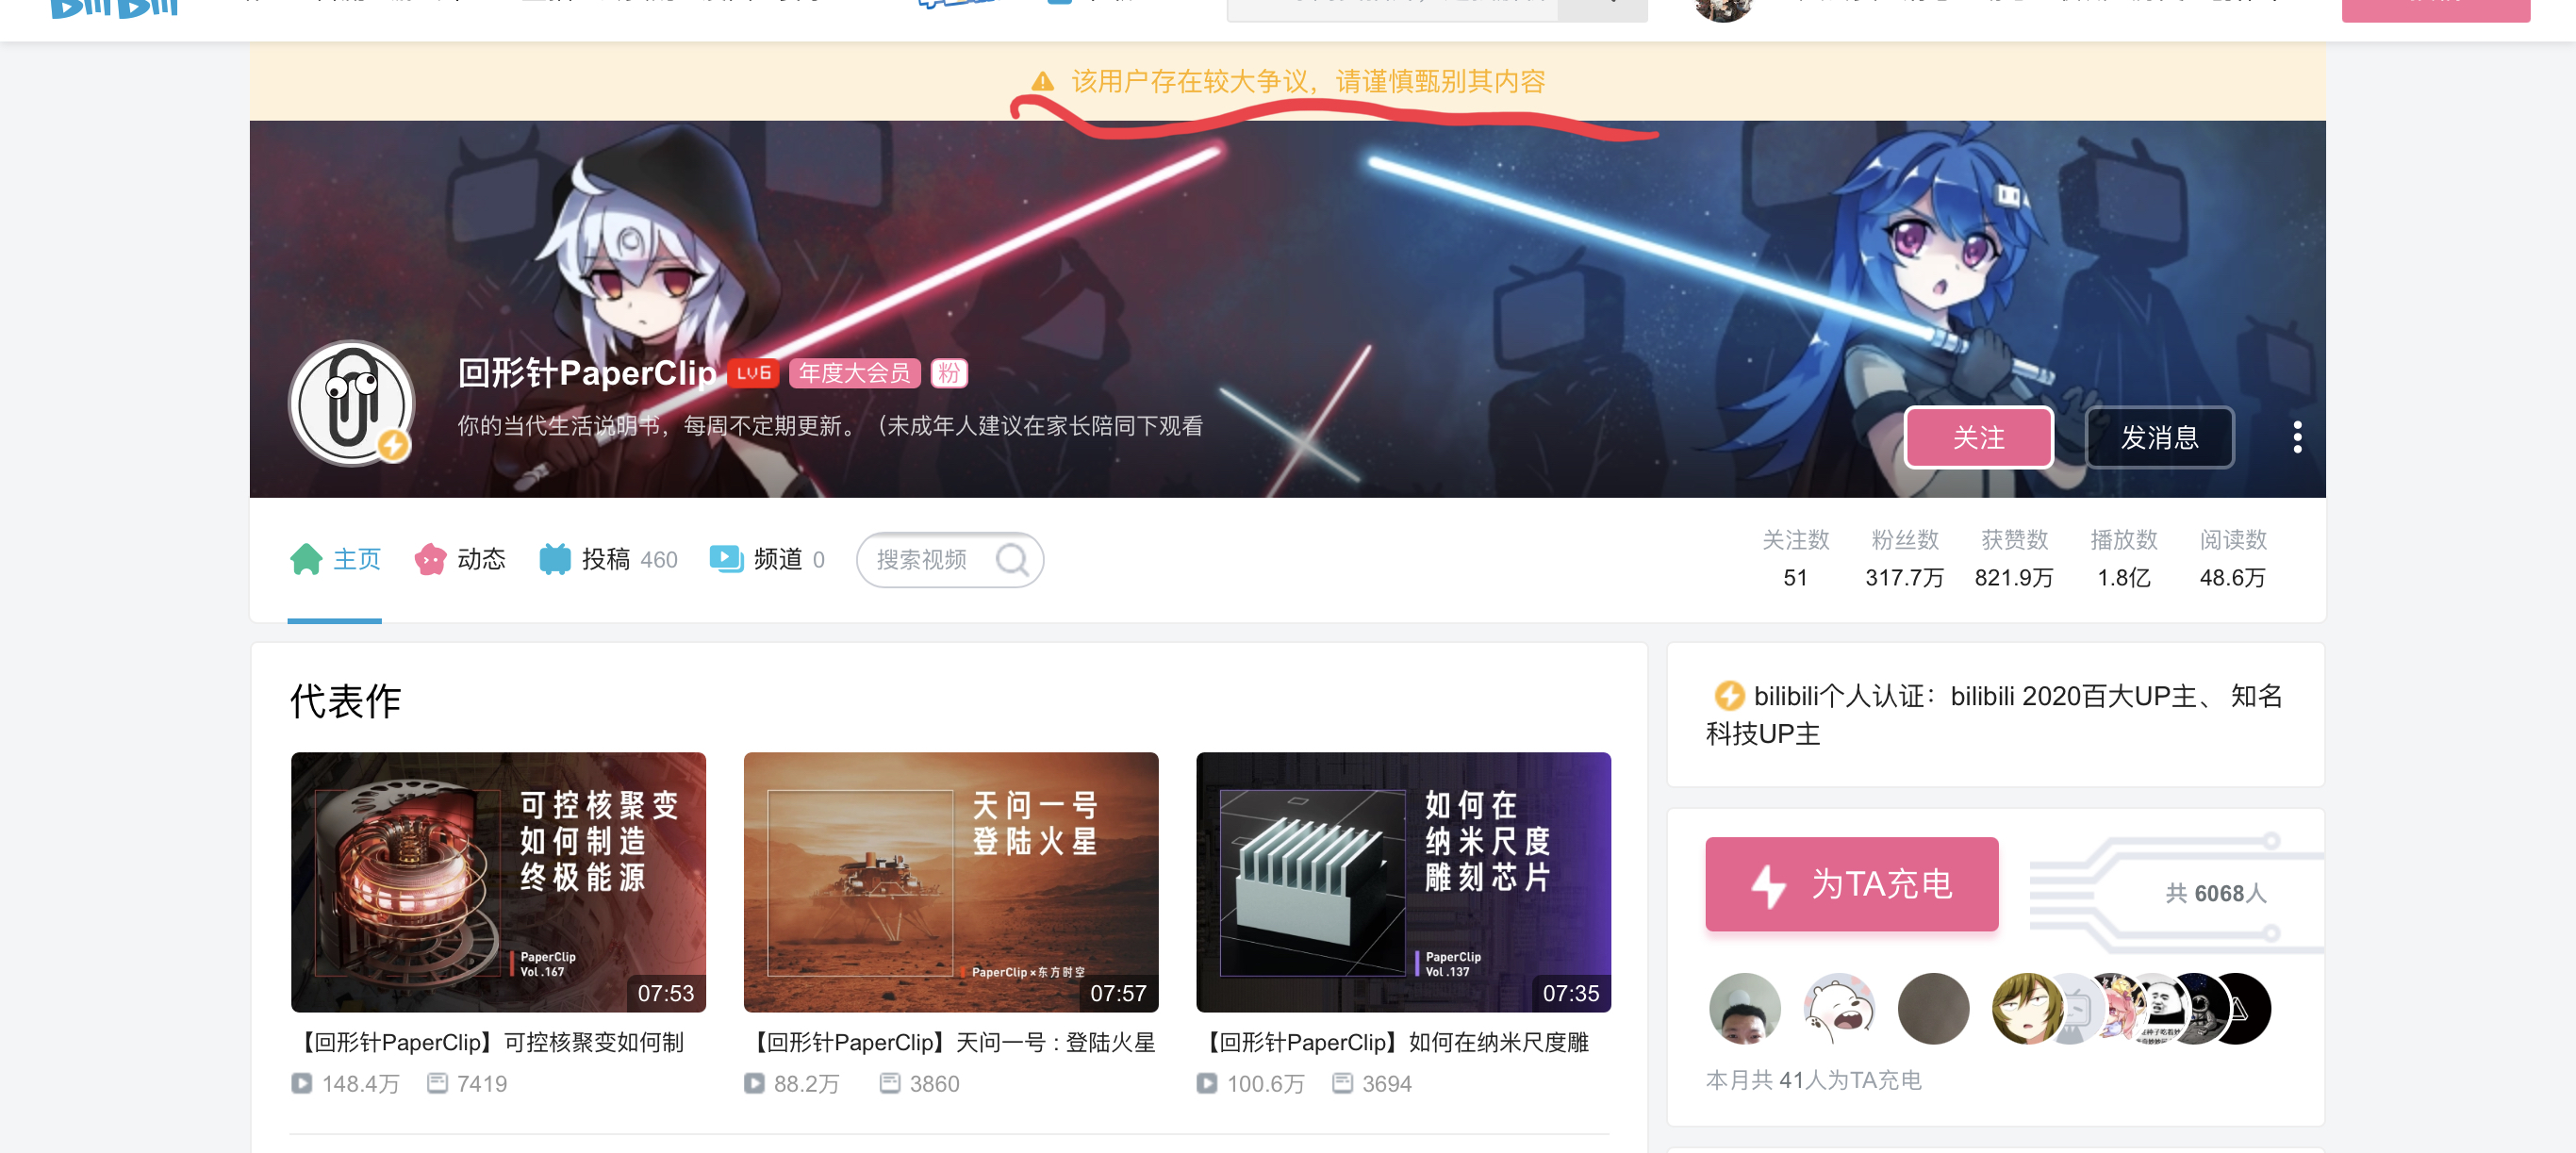 该用户存在较大争议，请谨慎甄别其内容
回形针PaperClip LV6 年度大会员 粉
你的当代生活说明书，每周不定期更新。（未成年人建议在家长陪同下观看
关注 发消息
主页 动态 投稿 460 频道 0 搜索视频
关注数 粉丝数 获赞数 播放数 阅读数
51 317.7万 821.9万 1.8亿 48.6万
代表作
可控核聚变
如何制造
终极能源
PaperClip
Vol.167
07:53
【回形针PaperClip】可控核聚变如何制
148.4万 7419
天问一号
登陆火星
PaperClip×东方时空
07:57
【回形针PaperClip】天问一号：登陆火星
88.2万 3860
如何在
纳米尺度
雕刻芯片
PaperClip
Vol.137
07:35
【回形针PaperClip】如何在纳米尺度雕
100.6万 3694
bilibili个人认证：bilibili 2020百大UP主、 知名
科技UP主
为TA充电
共 6068人
本月共 41人为TA充电